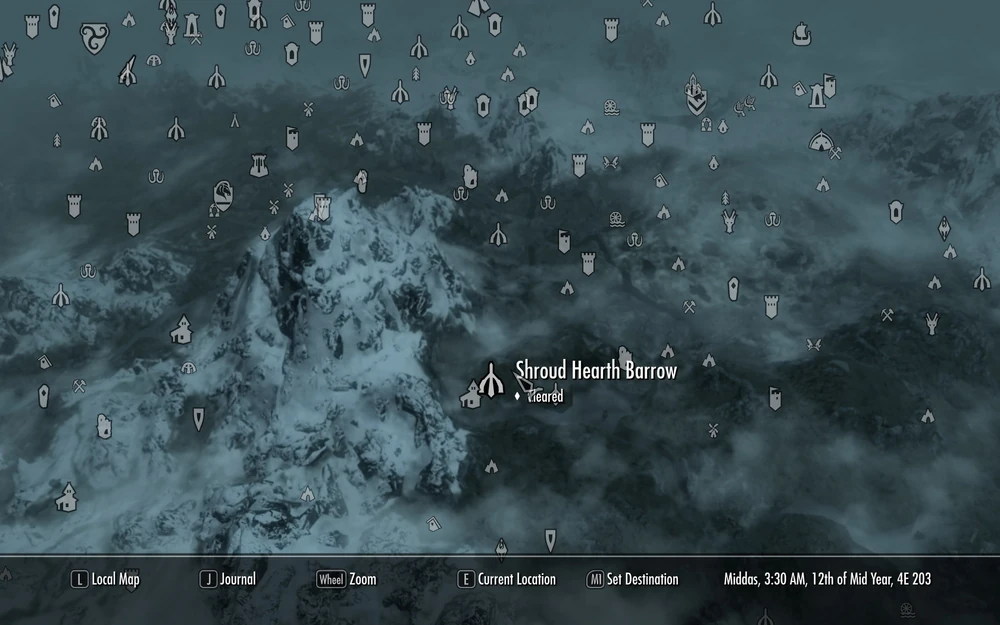 Shroud Hearth Barrow
Cleared
L Local Map J Journal Wheel Zoom E Current Location M1 Set Destination Middas, 3:30 AM, 12th of Mid Year, 4E 203